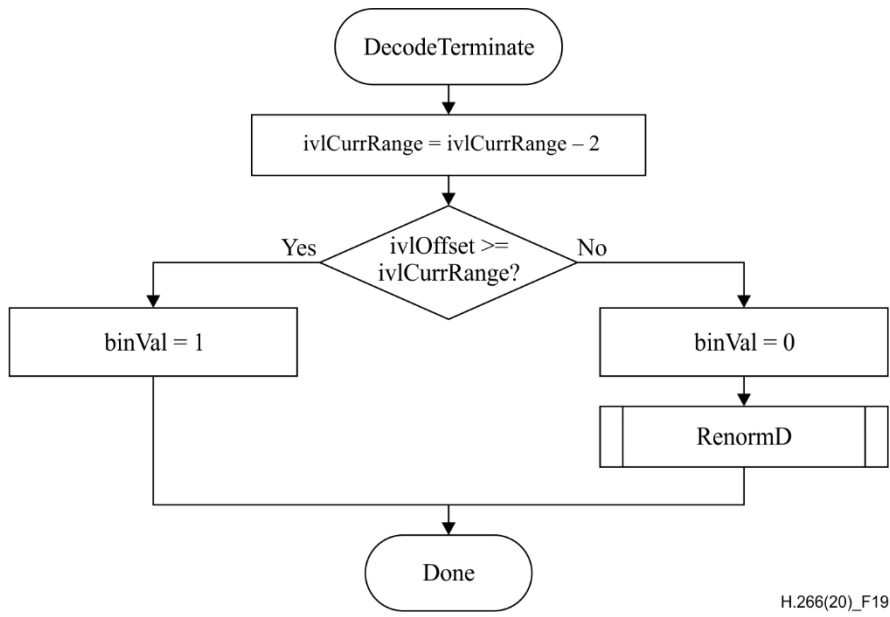 DecodeTerminate
ivlCurrRange = ivlCurrRange – 2
Yes
ivlOffset >=
ivlCurrRange?
No
binVal = 1
binVal = 0
RenormD
Done
H.266(20)_F19